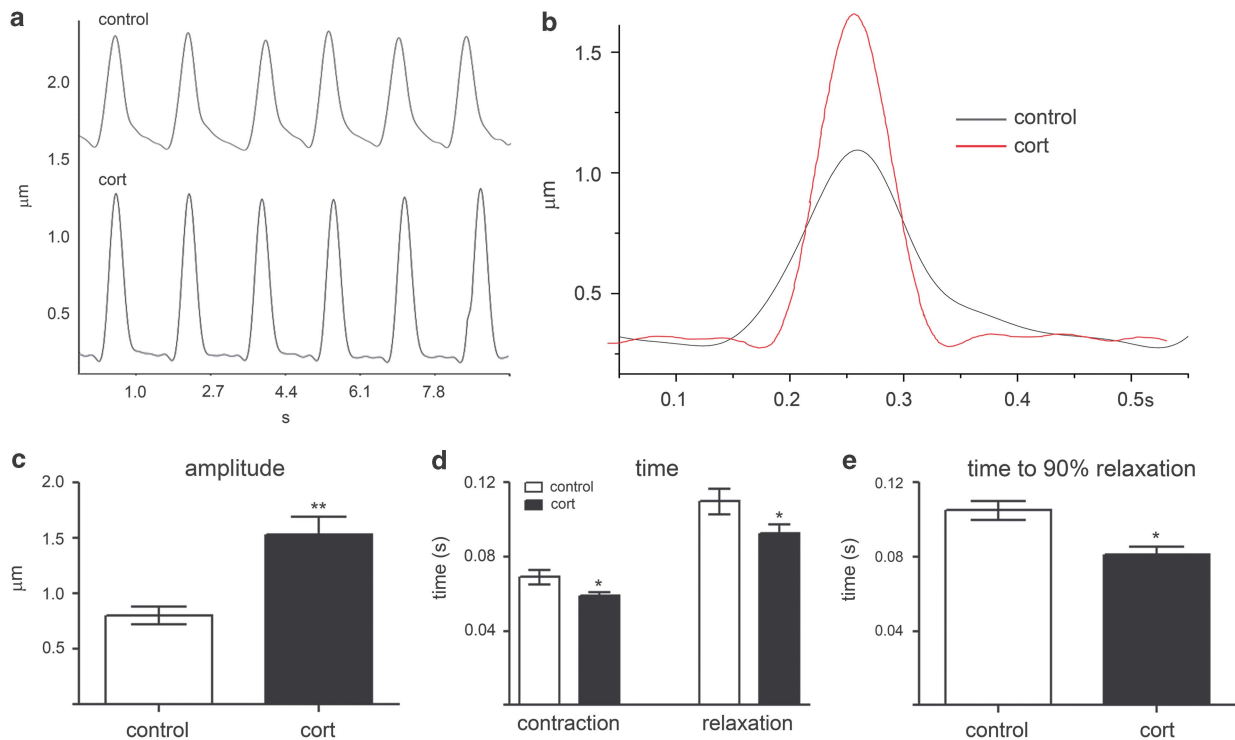 a
control
2.0
1.5
cort
μm
1.0
0.5
1.0 2.7 4.4 6.1 7.8
s
b
1.5
control
cort
1.0
μm
0.5
0.1 0.2 0.3 0.4 0.5s
c
amplitude
2.0
**
1.5
μm
1.0
0.5
control cort
d
time
0.12
control
cort
*
time (s)
0.08
*
0.04
contraction relaxation
e
time to 90% relaxation
0.12
*
time (s)
0.08
0.04
control cort